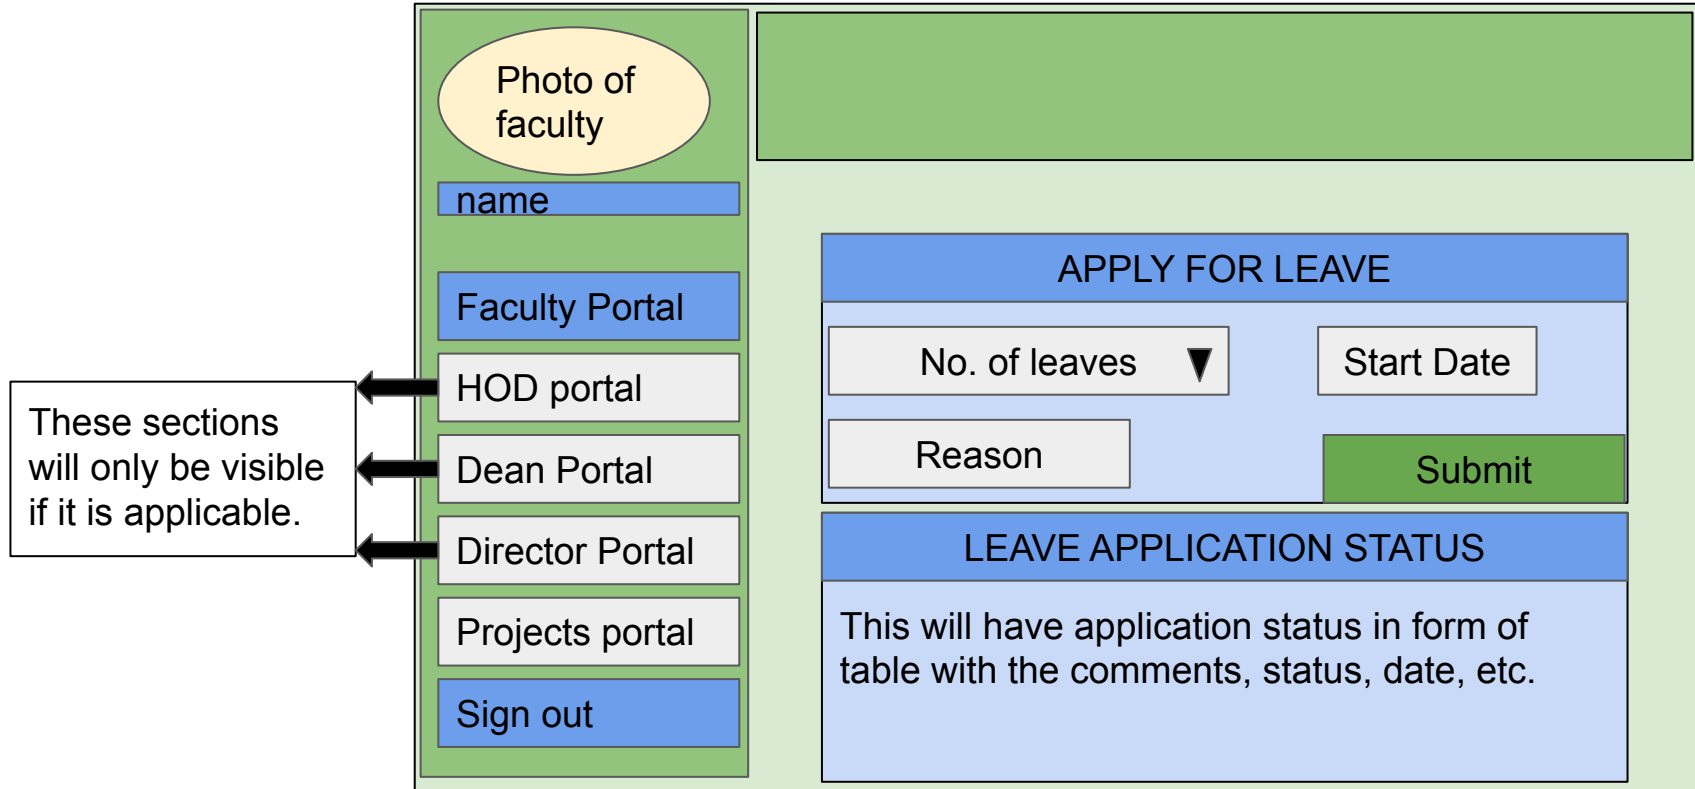 Photo of
faculty
name
Faculty Portal
HOD portal
Dean Portal
Director Portal
Projects portal
Sign out
These sections
will only be visible
if it is applicable.
APPLY FOR LEAVE
No. of leaves
Start Date
Reason
Submit
LEAVE APPLICATION STATUS
This will have application status in form of
table with the comments, status, date, etc.